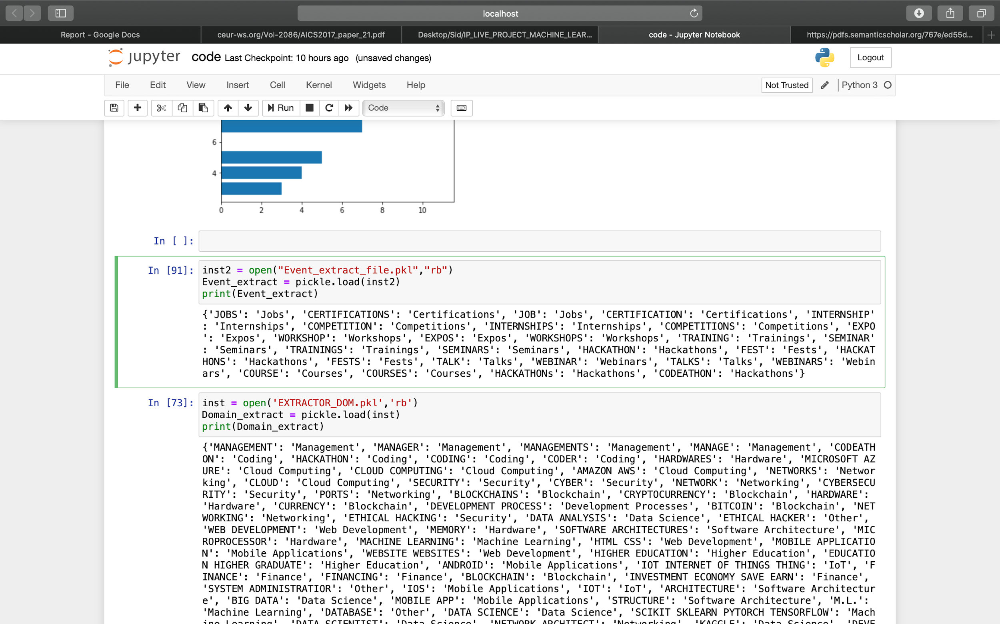 localhost
Report - Google Docs
ceur-ws.org/Vol-2086/AICS2017_paper_21.pdf
Desktop/Sid/IP_LIVE_PROJECT_MACHINE_LEAR...
code - Jupyter Notebook
https://pdfs.semanticscholar.org/767e/ed55d...
jupyter code Last Checkpoint: 10 hours ago (unsaved changes)
Logout
File Edit View Insert Cell Kernel Widgets Help
Not Trusted
Python 3
Run
Code
6
4
0 2 4 6 8 10
In [ ]:
In [91]: inst2 = open("Event_extract_file.pkl","rb")
Event_extract = pickle.load(inst2)
print(Event_extract)
{'JOBS': 'Jobs', 'CERTIFICATIONS': 'Certifications', 'JOB': 'Jobs', 'CERTIFICATION': 'Certifications', 'INTERNSHIP'
: 'Internships', 'COMPETITION': 'Competitions', 'INTERNSHIPS': 'Internships', 'COMPETITIONS': 'Competitions', 'EXPO
': 'Expos', 'WORKSHOP': 'Workshops', 'EXPOS': 'Expos', 'WORKSHOPS': 'Workshops', 'TRAINING': 'Trainings', 'SEMINAR'
: 'Seminars', 'TRAININGS': 'Trainings', 'SEMINARS': 'Seminars', 'HACKATHON': 'Hackathons', 'FEST': 'Fests', 'HACKAT
HONS': 'Hackathons', 'FESTS': 'Fests', 'TALK': 'Talks', 'WEBINAR': 'Webinars', 'TALKS': 'Talks', 'WEBINARS': 'Webin
ars', 'COURSE': 'Courses', 'COURSES': 'Courses', 'HACKATHONs': 'Hackathons', 'CODEATHON': 'Hackathons'}
In [73]: inst = open('EXTRACTOR_DOM.pkl','rb')
Domain_extract = pickle.load(inst)
print(Domain_extract)
{'MANAGEMENT': 'Management', 'MANAGER': 'Management', 'MANAGEMENTS': 'Management', 'MANAGE': 'Management', 'CODEATH
ON': 'Coding', 'HACKATHON': 'Coding', 'CODING': 'Coding', 'CODER': 'Coding', 'HARDWARES': 'Hardware', 'MICROSOFT AZ
URE': 'Cloud Computing', 'CLOUD COMPUTING': 'Cloud Computing', 'AMAZON AWS': 'Cloud Computing', 'NETWORKS': 'Networ
king', 'CLOUD': 'Cloud Computing', 'SECURITY': 'Security', 'CYBER': 'Security', 'NETWORK': 'Networking', 'CYBERSECU
RITY': 'Security', 'PORTS': 'Networking', 'BLOCKCHAINS': 'Blockchain', 'CRYPTOCURRENCY': 'Blockchain', 'HARDWARE':
'Hardware', 'CURRENCY': 'Blockchain', 'DEVELOPMENT PROCESS': 'Development Processes', 'BITCOIN': 'Blockchain', 'NET
WORKING': 'Networking', 'ETHICAL HACKING': 'Security', 'DATA ANALYSIS': 'Data Science', 'ETHICAL HACKER': 'Other',
'WEB DEVELOPMENT': 'Web Development', 'MEMORY': 'Hardware', 'SOFTWARE ARCHITECTURES': 'Software Architecture', 'MIC
ROPROCESSOR': 'Hardware', 'MACHINE LEARNING': 'Machine Learning', 'HTML CSS': 'Web Development', 'MOBILE APPLICATIO
N': 'Mobile Applications', 'WEBSITE WEBSITES': 'Web Development', 'HIGHER EDUCATION': 'Higher Education', 'EDUCATIO
N HIGHER GRADUATE': 'Higher Education', 'ANDROID': 'Mobile Applications', 'IOT INTERNET OF THINGS THING': 'IoT', 'F
INANCE': 'Finance', 'FINANCING': 'Finance', 'BLOCKCHAIN': 'Blockchain', 'INVESTMENT ECONOMY SAVE EARN': 'Finance',
'SYSTEM ADMINISTRATIOR': 'Other', 'IOS': 'Mobile Applications', 'IOT': 'IoT', 'ARCHITECTURE': 'Software Architectur
e', 'BIG DATA': 'Data Science', 'MOBILE APP': 'Mobile Applications', 'STRUCTURE': 'Software Architecture', 'M.L.':
'Machine Learning', 'DATABASE': 'Other', 'DATA SCIENCE': 'Data Science', 'SCIKIT SKLEARN PYTORCH TENSORFLOW': 'Mach
ine Learning', 'DATA SCIENTIST': 'Data Science', 'NETWORK ARCHITECT': 'Networking', 'KAGGLE': 'Data Science', 'DEVE